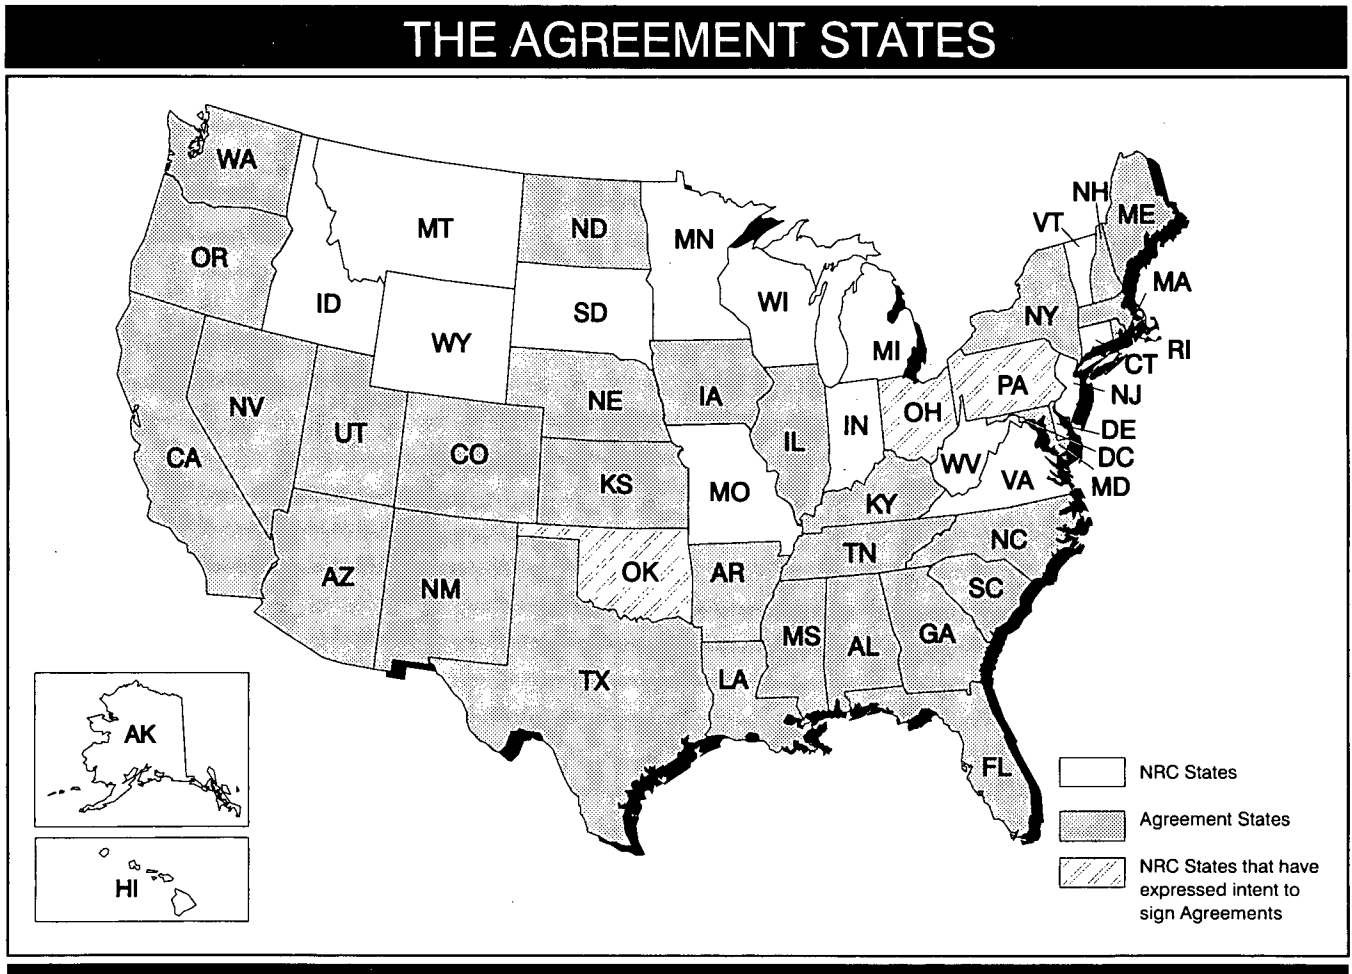 THE AGREEMENT STATES
WA
NH
ME
VT
MT
ND
MN
OR
MA
ID
SD
WI
NY
WY
MI
RI
CT
PA
NJ
NV
NE
IA
OH
UT
IL
IN
DE
CA
CO
KS
WV
DC
VA
MD
MO
KY
NC
TN
AZ
NM
OK
AR
SC
MS
AL
GA
TX
LA
AK
FL
HI
NRC States
Agreement States
NRC States that have
expressed intent to
sign Agreements